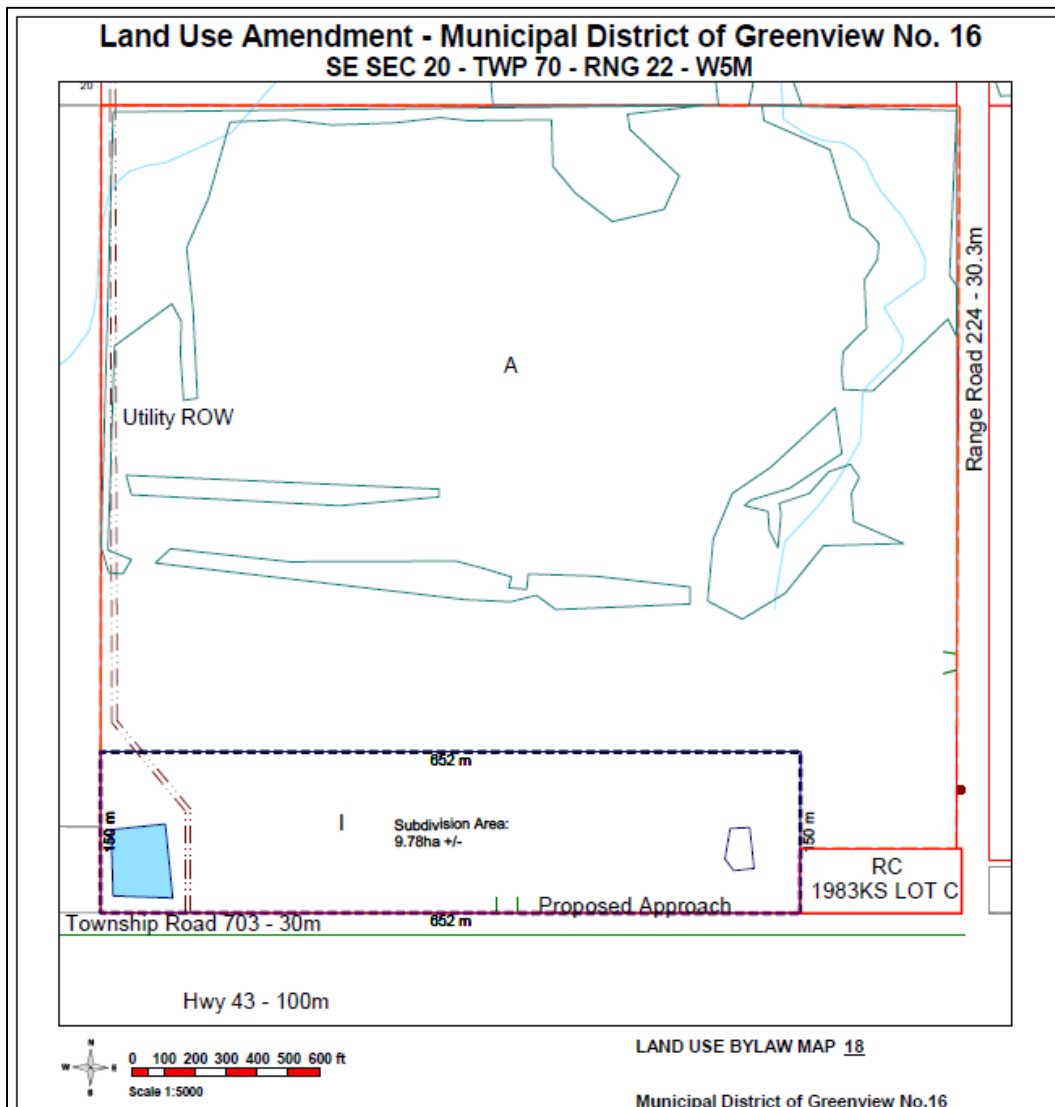 Land Use Amendment - Municipal District of Greenview No. 16
SE SEC 20 - TWP 70 - RNG 22 - W5M
20
A
Range Road 224 - 30.3m
Utility ROW
652 m
150 m
I
Subdivision Area:
9.78ha +/-
150 m
RC
1983KS LOT C
Proposed Approach
Township Road 703 - 30m
652 m
Hwy 43 - 100m
N
W E
S
0 100 200 300 400 500 600 ft
Scale 1:5000
LAND USE BYLAW MAP 18
Municipal District of Greenview No.16